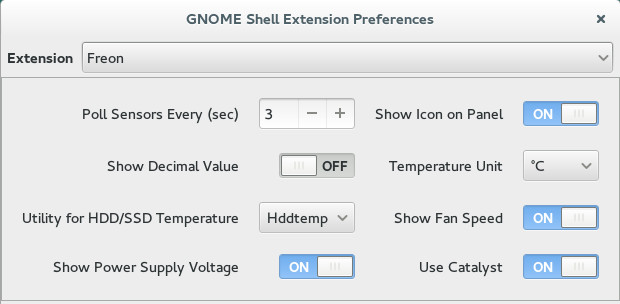 GNOME Shell Extension Preferences ×
Extension Freon
Poll Sensors Every (sec) 3 − + Show Icon on Panel ON
Show Decimal Value OFF Temperature Unit °C
Utility for HDD/SSD Temperature Hddtemp Show Fan Speed ON
Show Power Supply Voltage ON Use Catalyst ON